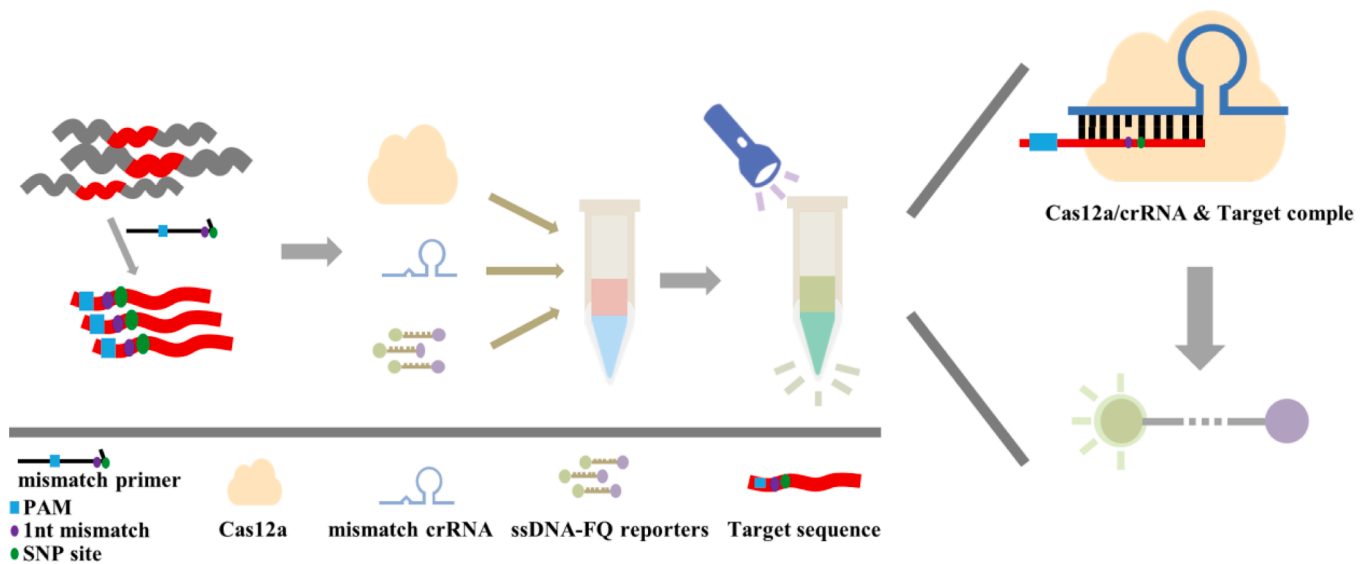 Cas12a/crRNA & Target comple
mismatch primer
PAM
1nt mismatch
SNP site
Cas12a
mismatch crRNA
ssDNA-FQ reporters
Target sequence